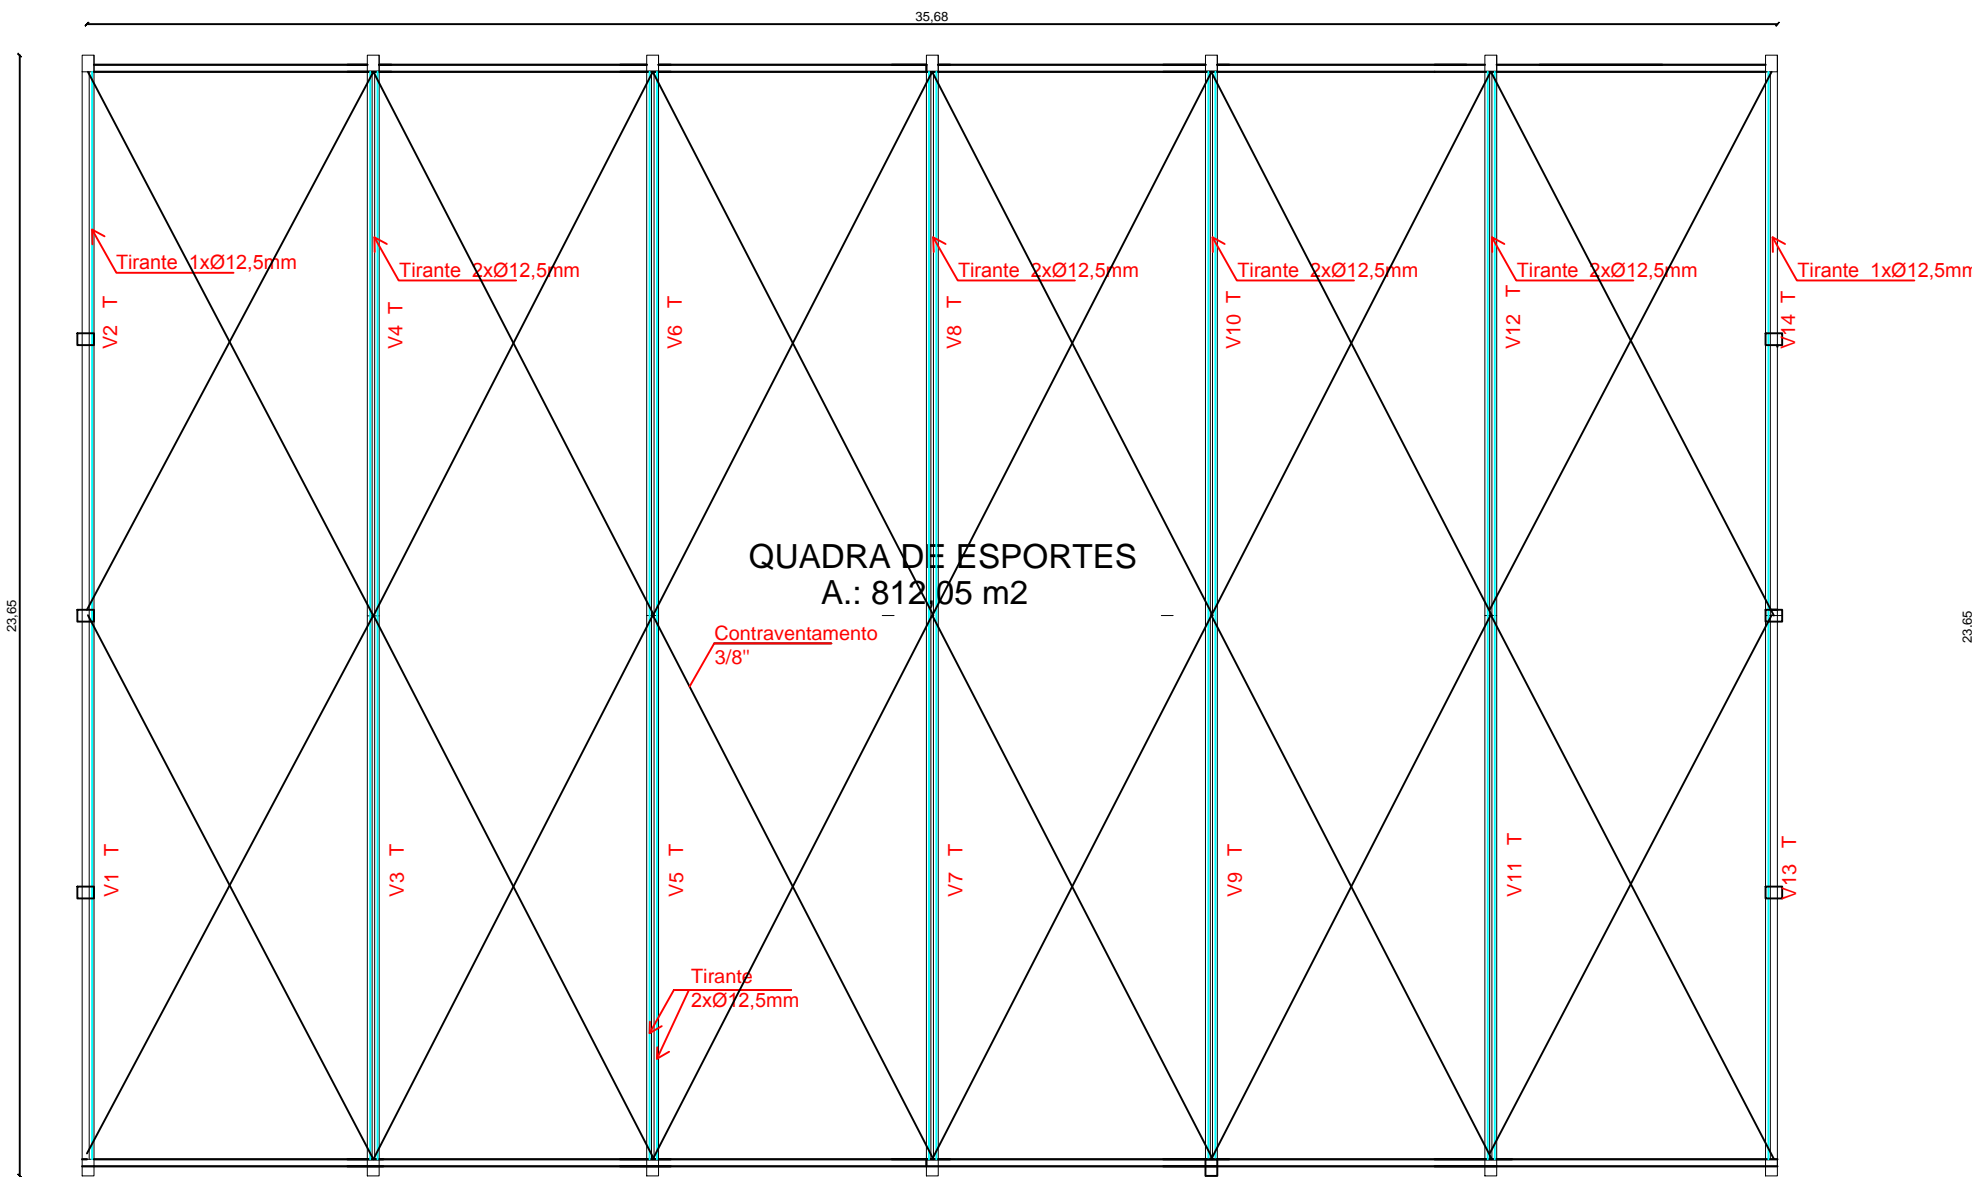 35,68
Tirante 1xØ12,5mm
Tirante 2xØ12,5mm
Tirante 2xØ12,5mm
Tirante 2xØ12,5mm
Tirante 2xØ12,5mm
Tirante 1xØ12,5mm
V2 T
V4 T
V6 T
V8 T
V10 T
V12 T
V14 T
QUADRA DE ESPORTES
A.: 812,05 m2
23,65
23,65
Contraventamento
3/8"
V1 T
V3 T
V5 T
V7 T
V9 T
V11 T
V13 T
Tirante
2xØ12,5mm